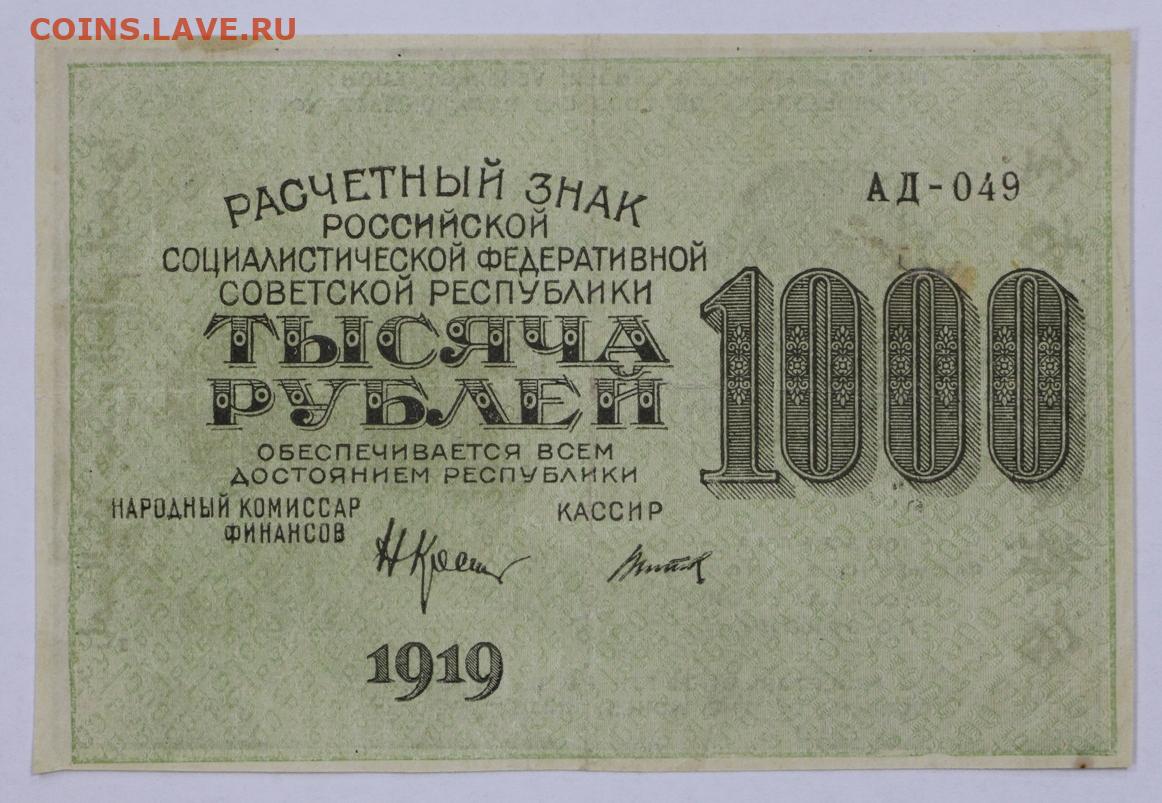 COINS.LAVE.RU
РАСЧЕТНЫЙ ЗНАК
РОССИЙСКОЙ
СОЦИАЛИСТИЧЕСКОЙ ФЕДЕРАТИВНОЙ
СОВЕТСКОЙ РЕСПУБЛИКИ
ТЫСЯЧА
РУБЛЕЙ
ОБЕСПЕЧИВАЕТСЯ ВСЕМ
ДОСТОЯНИЕМ РЕСПУБЛИКИ
НАРОДНЫЙ КОМИССАР
ФИНАНСОВ
КАССИР
1919
АД-049
1000